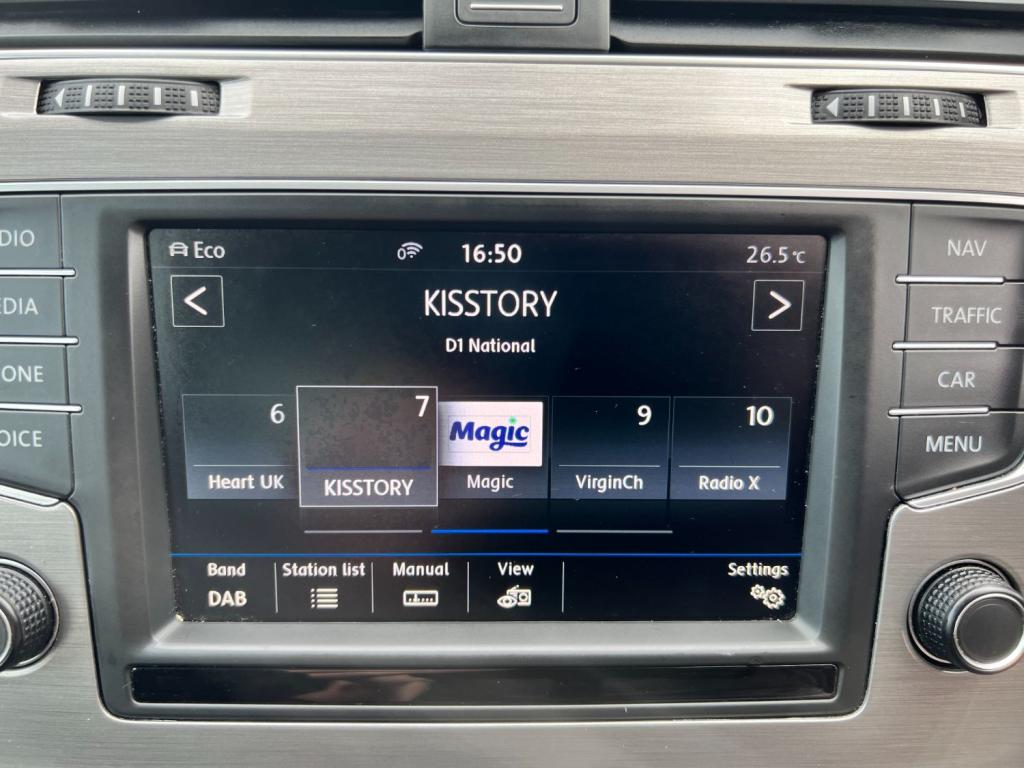 Eco 0 16:50 26.5°C
< KISSTORY >
D1 National
6 7 Magic 9 10
Heart UK KISSTORY Magic VirginCh Radio X
Band Station list Manual View Settings
DAB
NAV
TRAFFIC
CAR
MENU
DIO
EDIA
ONE
OICE